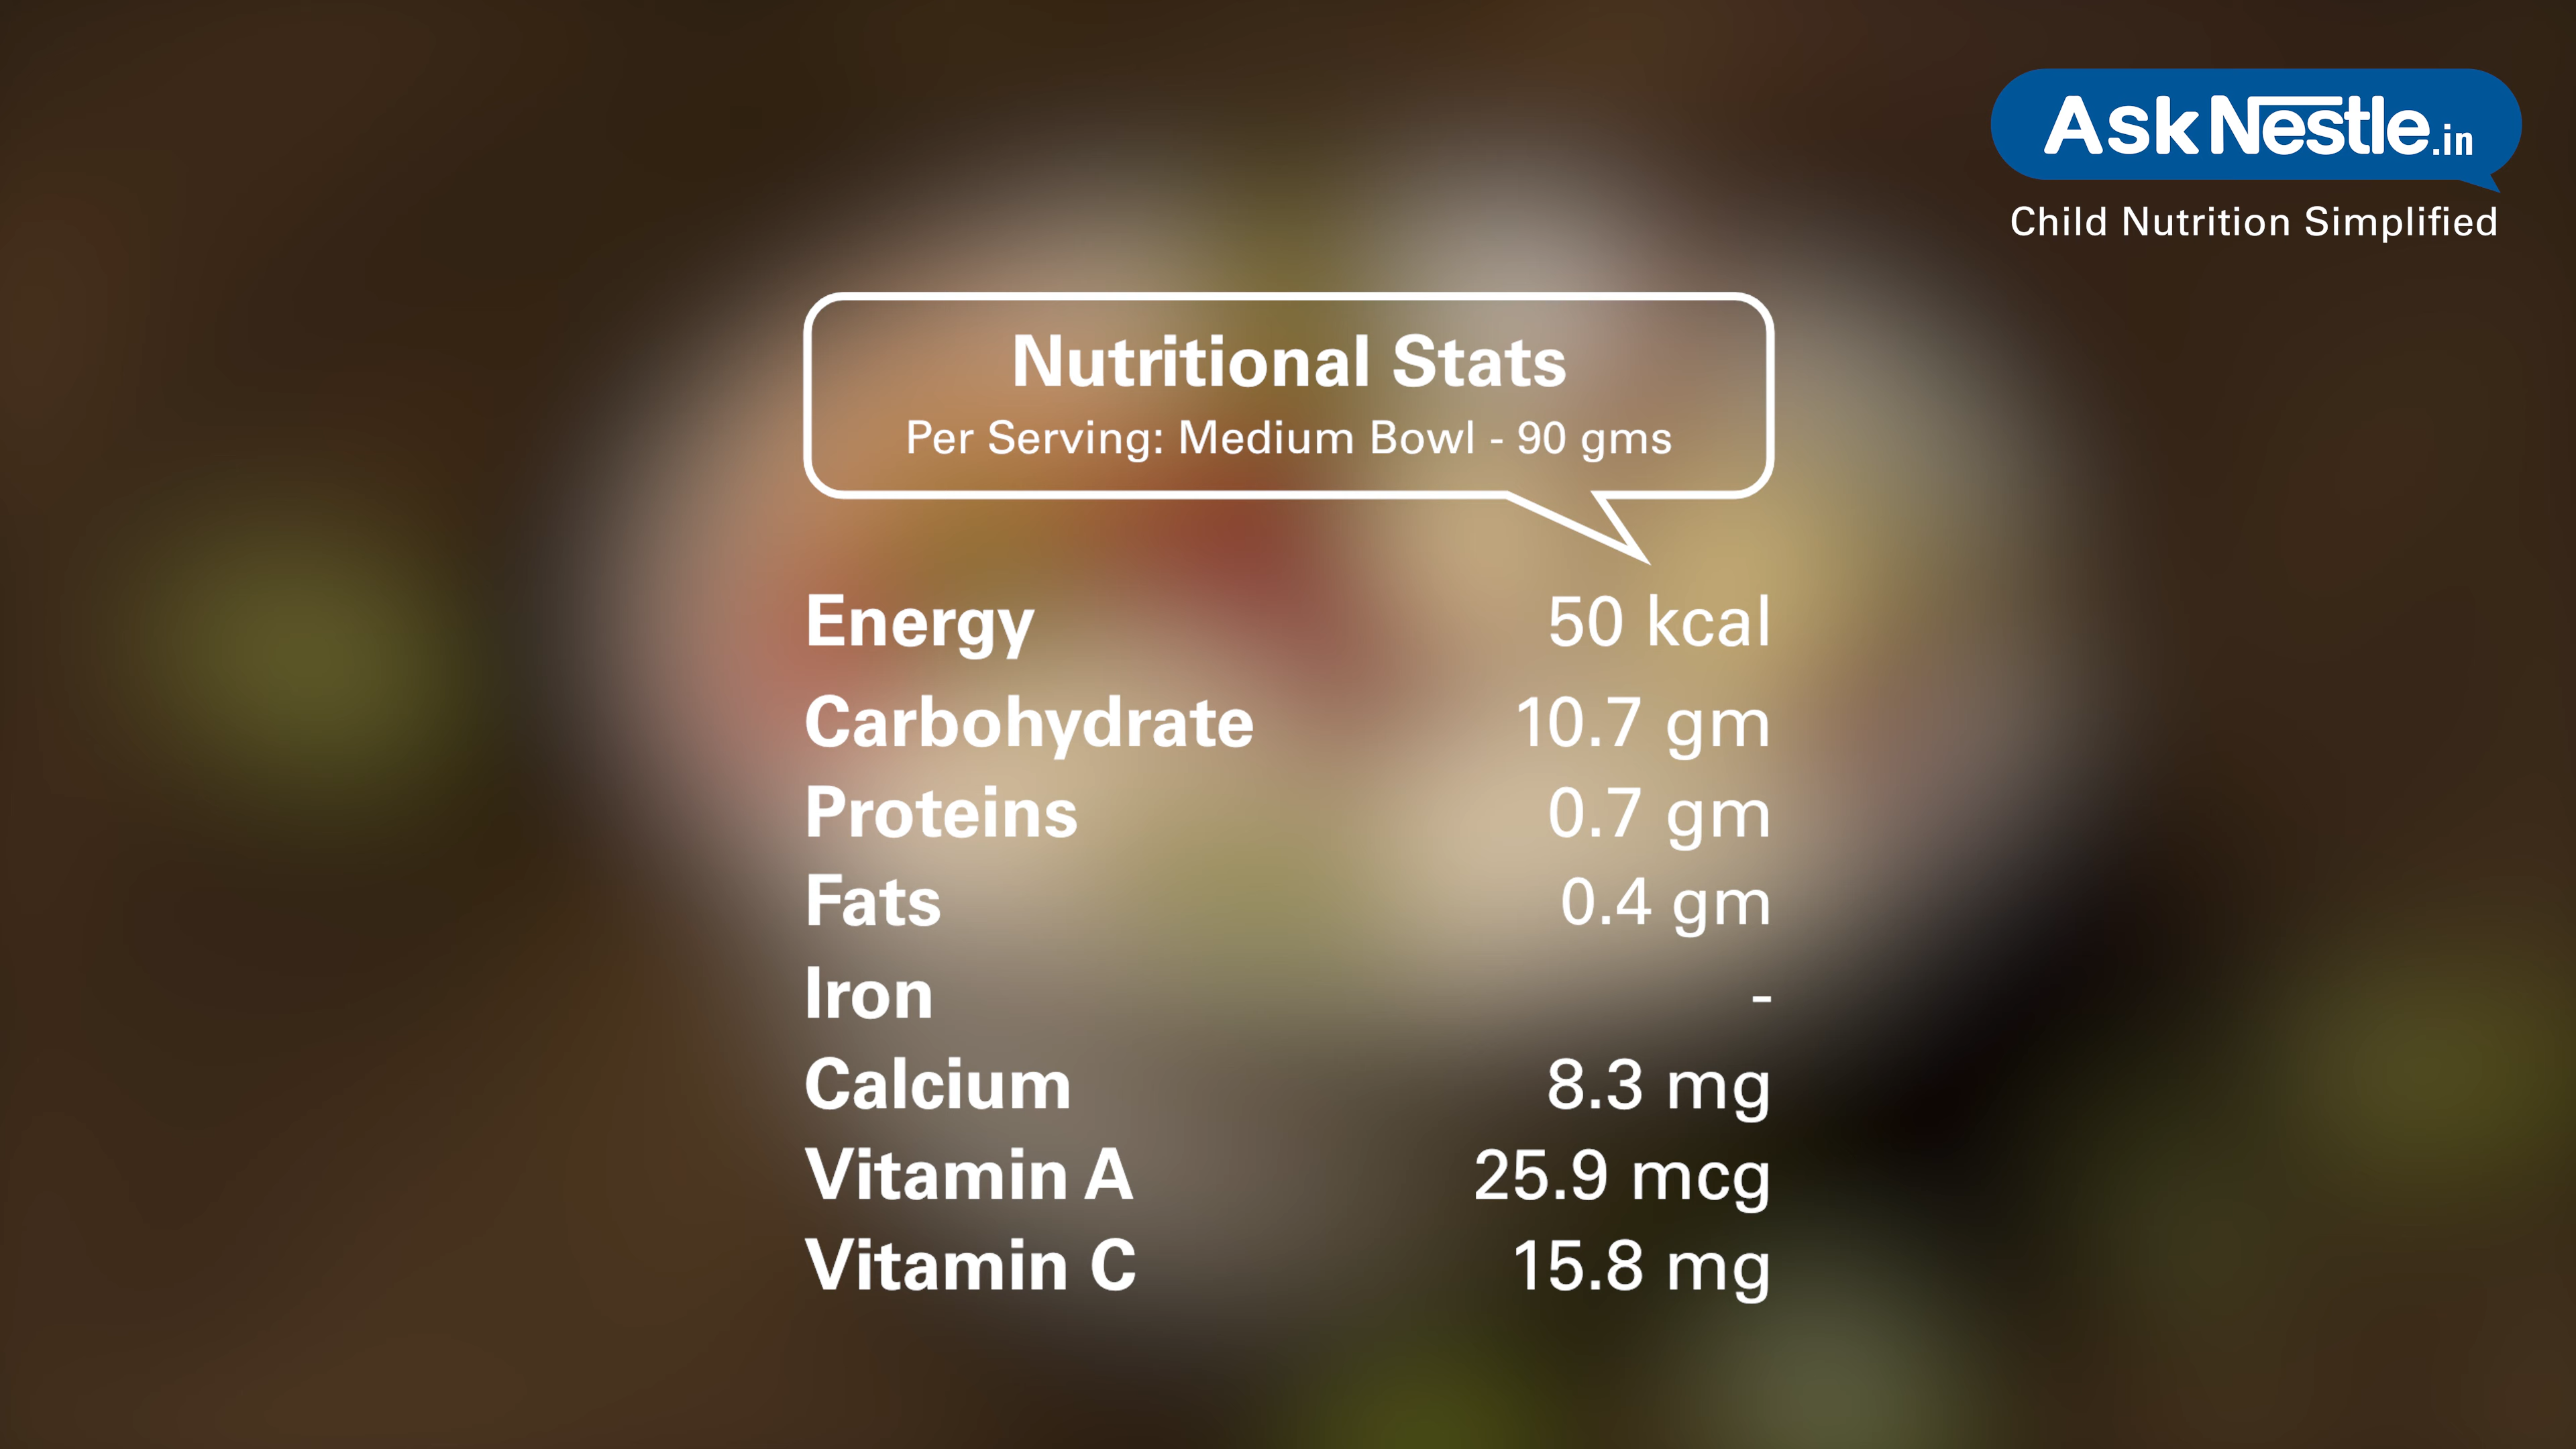 AskNestle.in
Child Nutrition Simplified
Nutritional Stats
Per Serving: Medium Bowl - 90 gms
Energy 50 kcal
Carbohydrate 10.7 gm
Proteins 0.7 gm
Fats 0.4 gm
Iron -
Calcium 8.3 mg
Vitamin A 25.9 mcg
Vitamin C 15.8 mg